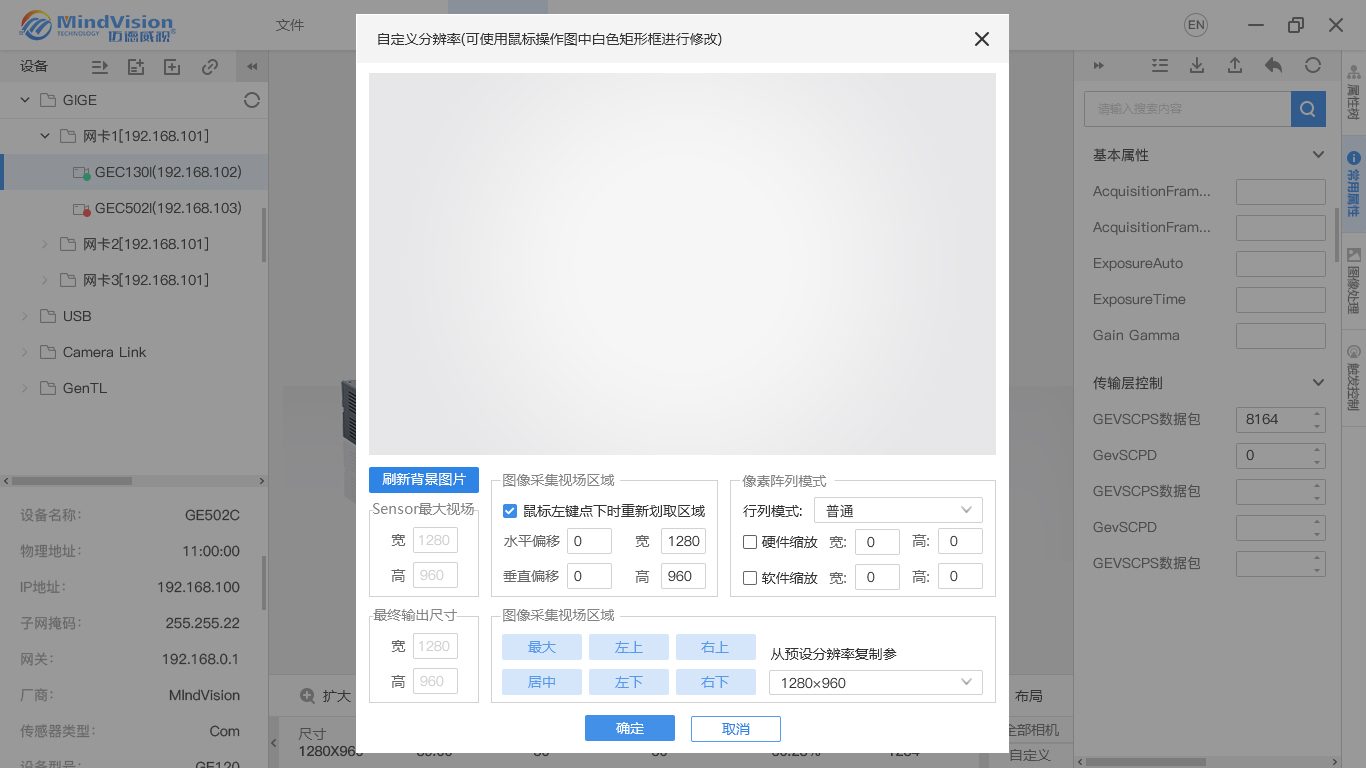 MindVision
TECHNOLOGY 迈德威视
文件
EN
自定义分辨率(可使用鼠标操作图中白色矩形框进行修改)
设备
GIGE
网卡1[192.168.101]
GEC130I(192.168.102)
GEC502I(192.168.103)
网卡2[192.168.101]
网卡3[192.168.101]
USB
Camera Link
GenTL
设备名称: GE502C
物理地址: 11:00:00
IP地址: 192.168.100
子网掩码: 255.255.22
网关: 192.168.0.1
厂商: MIndVision
传感器类型: Com
设备型号: GE120
刷新背景图片
Sensor最大视场
宽 1280
高 960
图像采集视场区域
鼠标左键点下时重新划取区域
水平偏移 0 宽 1280
垂直偏移 0 高 960
像素阵列模式
行列模式: 普通
硬件缩放 宽: 0 高: 0
软件缩放 宽: 0 高: 0
最终输出尺寸
宽 1280
高 960
图像采集视场区域
最大 左上 右上
居中 左下 右下
从预设分辨率复制参
1280×960
确定 取消
扩大
布局
尺寸
1280X960
全部相机
自定义
请输入搜索内容
基本属性
AcquisitionFram...
AcquisitionFram...
ExposureAuto
ExposureTime
Gain Gamma
传输层控制
GEVSCPS数据包 8164
GevSCPD 0
GEVSCPS数据包
GevSCPD
GEVSCPS数据包
属性树
常用属性
图像处理
触发控制